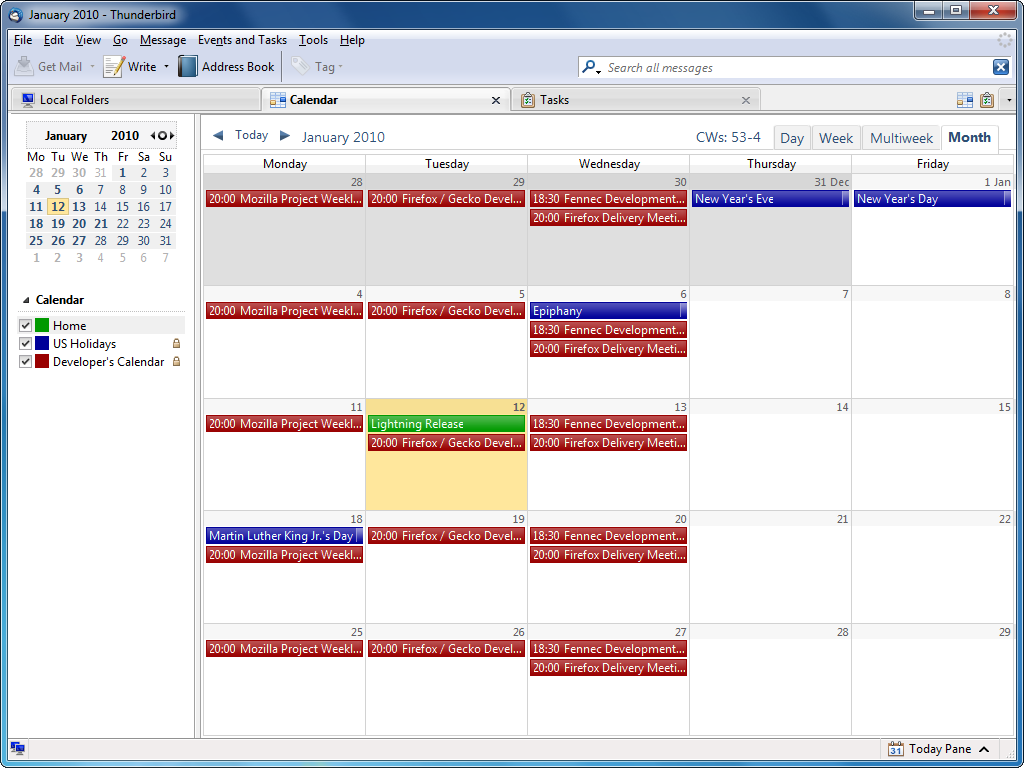 January 2010 - Thunderbird
File Edit View Go Message Events and Tasks Tools Help
Get Mail Write Address Book Tag Search all messages
Local Folders Calendar Tasks
January 2010
Mo Tu We Th Fr Sa Su
28 29 30 31 1 2 3
4 5 6 7 8 9 10
11 12 13 14 15 16 17
18 19 20 21 22 23 24
25 26 27 28 29 30 31
1 2 3 4 5 6 7
Calendar
Home
US Holidays
Developer's Calendar
Today January 2010 CWs: 53-4 Day Week Multiweek Month
Monday Tuesday Wednesday Thursday Friday
28 29 30 31 Dec 1 Jan
20:00 Mozilla Project Weekl... 20:00 Firefox / Gecko Devel... 18:30 Fennec Development... New Year's Eve New Year's Day
20:00 Firefox Delivery Meeti...
4 5 6 7 8
20:00 Mozilla Project Weekl... 20:00 Firefox / Gecko Devel... Epiphany
18:30 Fennec Development...
20:00 Firefox Delivery Meeti...
11 12 13 14 15
20:00 Mozilla Project Weekl... Lightning Release 18:30 Fennec Development...
20:00 Firefox / Gecko Devel... 20:00 Firefox Delivery Meeti...
18 19 20 21 22
Martin Luther King Jr.'s Day 20:00 Firefox / Gecko Devel... 18:30 Fennec Development...
20:00 Mozilla Project Weekl... 20:00 Firefox Delivery Meeti...
25 26 27 28 29
20:00 Mozilla Project Weekl... 20:00 Firefox / Gecko Devel... 18:30 Fennec Development...
20:00 Firefox Delivery Meeti...
31 Today Pane